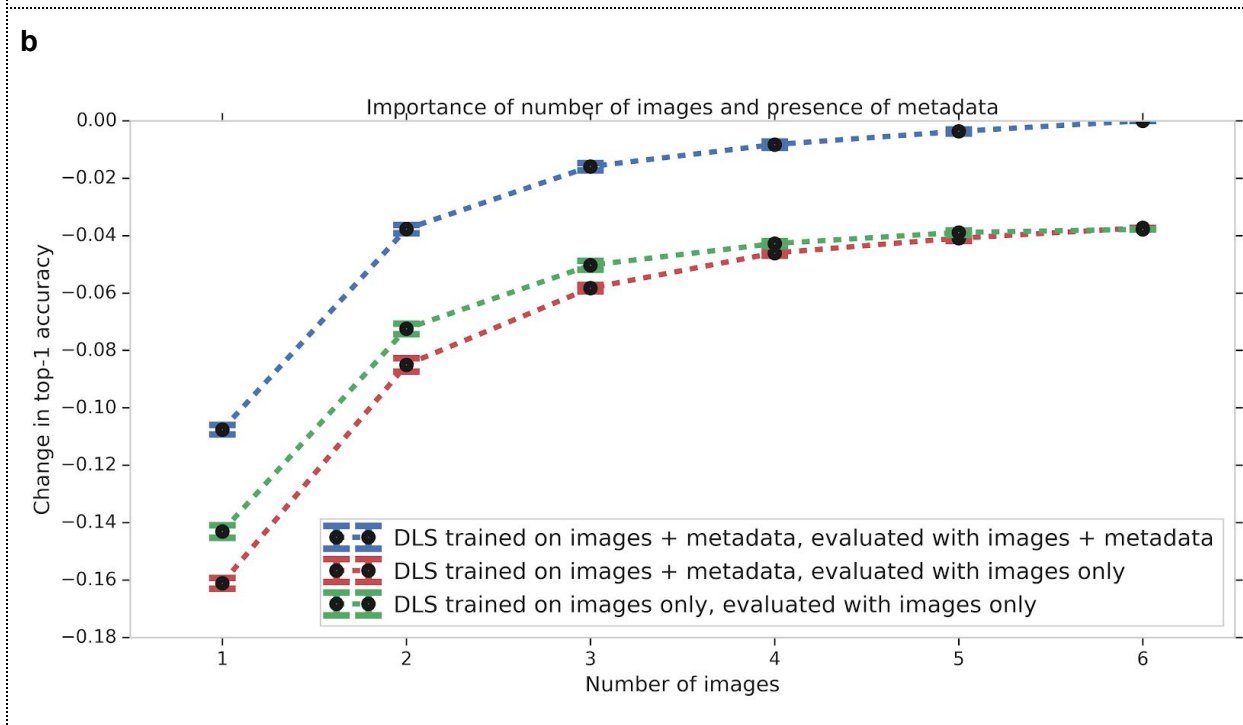 b
Importance of number of images and presence of metadata
0.00
−0.02
−0.04
−0.06
−0.08
−0.10
−0.12
−0.14
−0.16
−0.18
Change in top-1 accuracy
DLS trained on images + metadata, evaluated with images + metadata
DLS trained on images + metadata, evaluated with images only
DLS trained on images only, evaluated with images only
1 2 3 4 5 6
Number of images